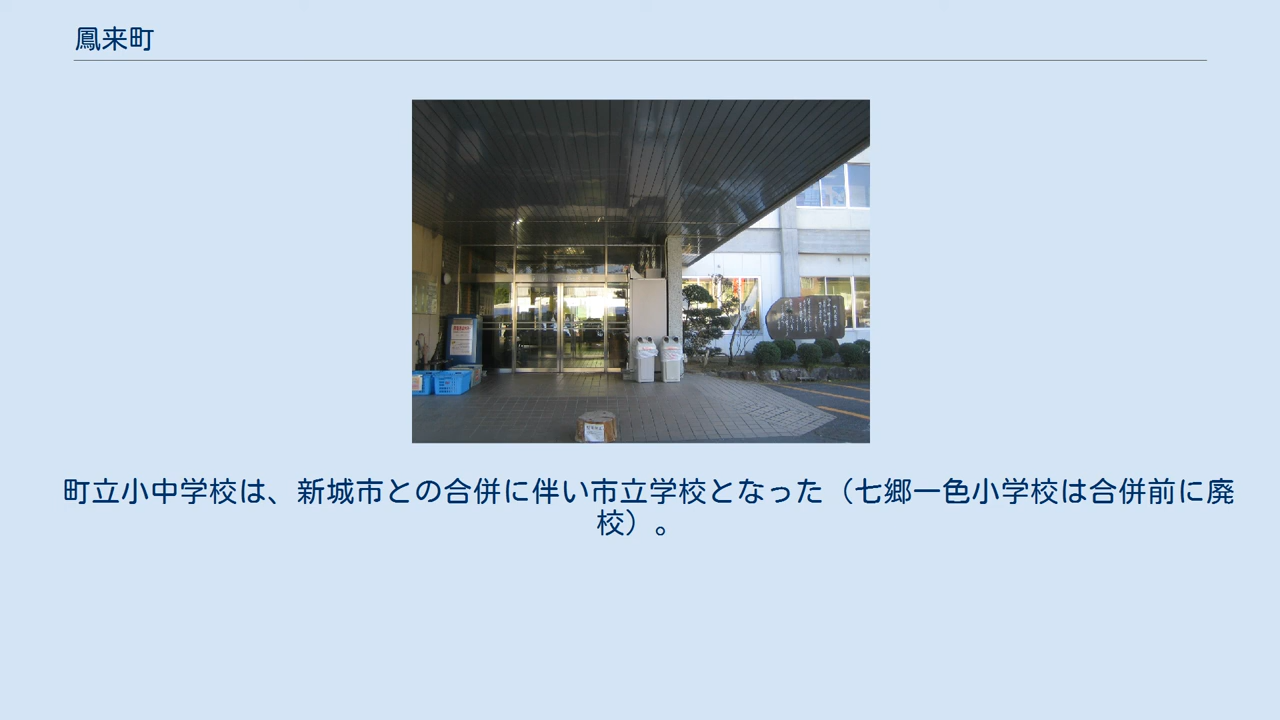 鳳来町
町立小中学校は、新城市との合併に伴い市立学校となった（七郷一色小学校は合併前に廃
校）。